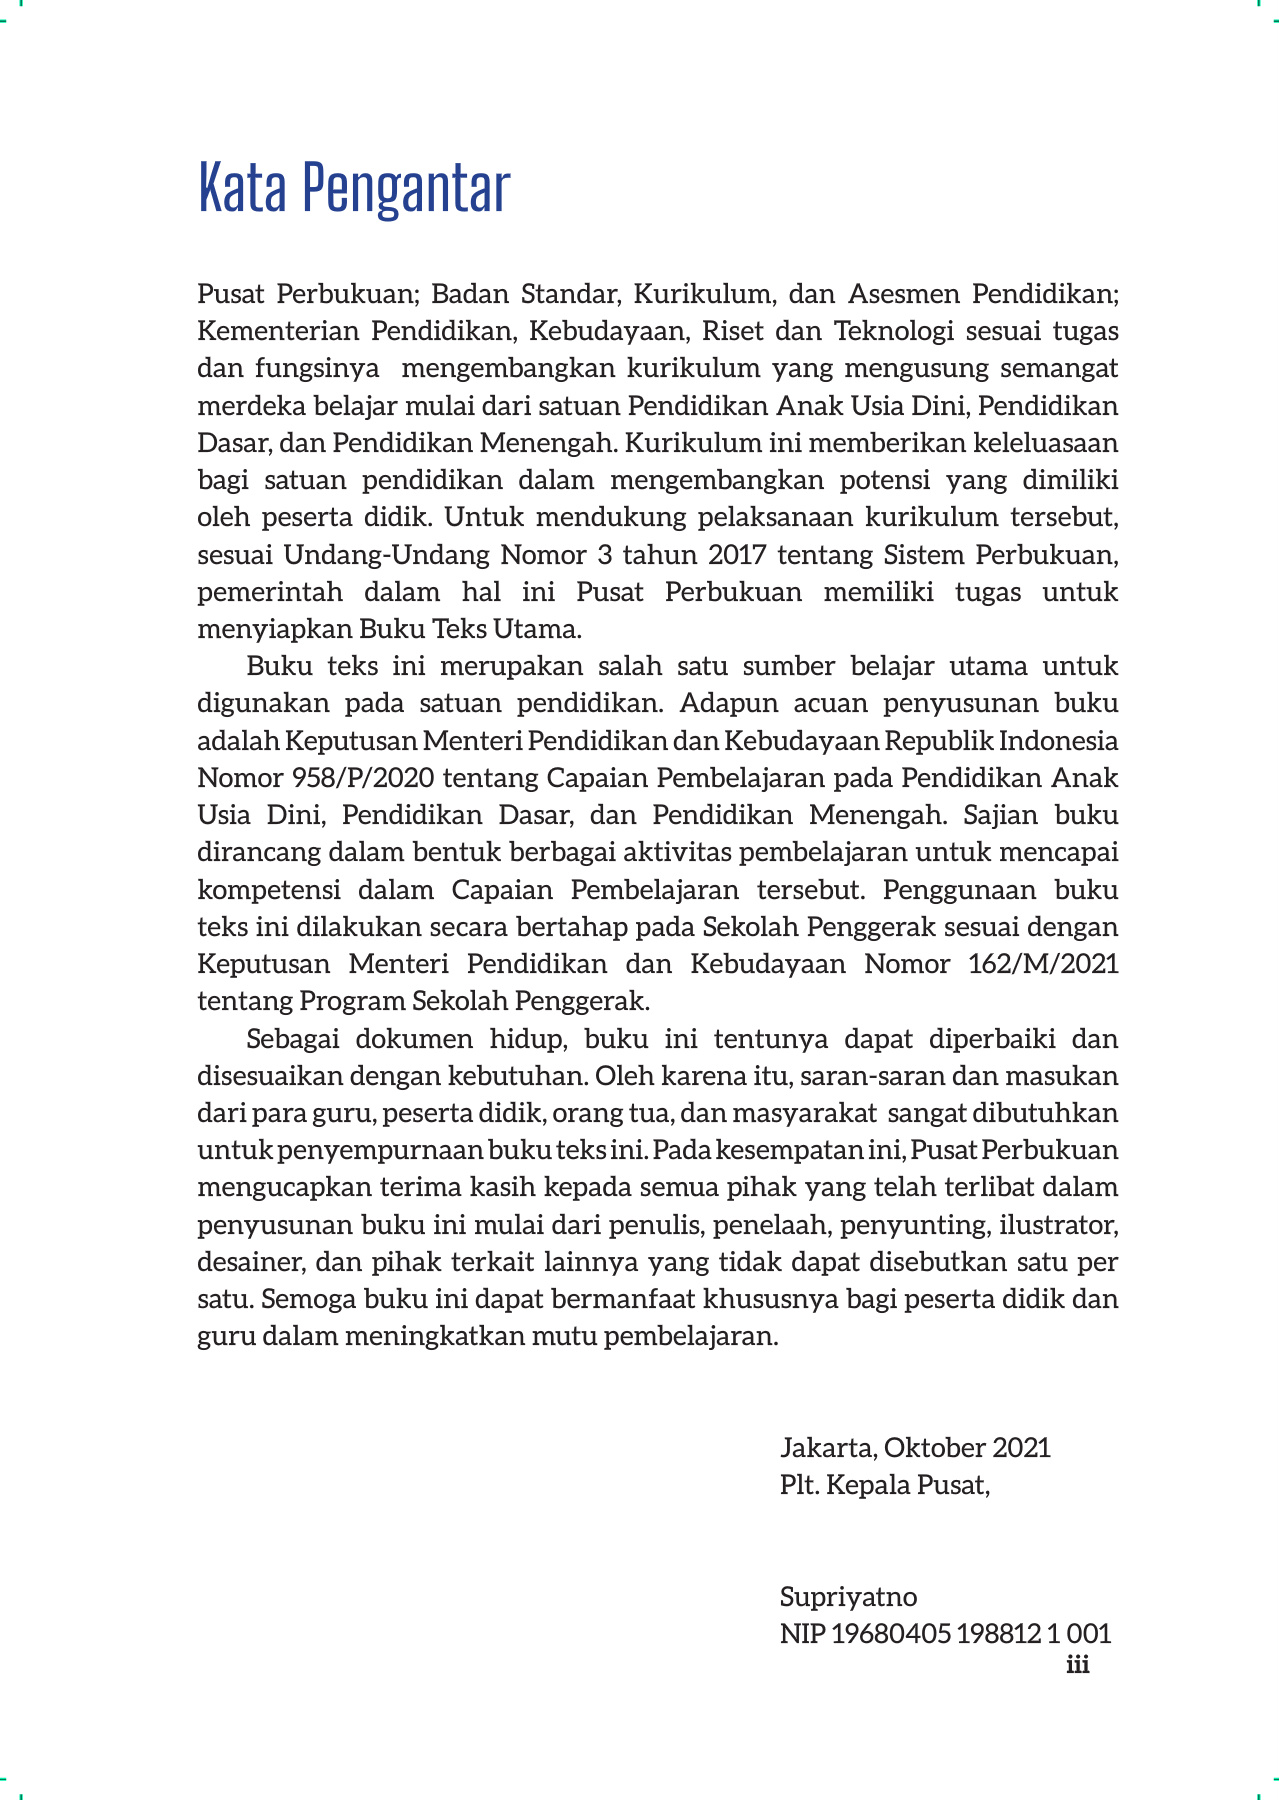 Kata Pengantar
Pusat Perbukuan; Badan Standar, Kurikulum, dan Asesmen Pendidikan;
Kementerian Pendidikan, Kebudayaan, Riset dan Teknologi sesuai tugas
dan fungsinya mengembangkan kurikulum yang mengusung semangat
merdeka belajar mulai dari satuan Pendidikan Anak Usia Dini, Pendidikan
Dasar, dan Pendidikan Menengah. Kurikulum ini memberikan keleluasaan
bagi satuan pendidikan dalam mengembangkan potensi yang dimiliki
oleh peserta didik. Untuk mendukung pelaksanaan kurikulum tersebut,
sesuai Undang-Undang Nomor 3 tahun 2017 tentang Sistem Perbukuan,
pemerintah dalam hal ini Pusat Perbukuan memiliki tugas untuk
menyiapkan Buku Teks Utama.
Buku teks ini merupakan salah satu sumber belajar utama untuk
digunakan pada satuan pendidikan. Adapun acuan penyusunan buku
adalah Keputusan Menteri Pendidikan dan Kebudayaan Republik Indonesia
Nomor 958/P/2020 tentang Capaian Pembelajaran pada Pendidikan Anak
Usia Dini, Pendidikan Dasar, dan Pendidikan Menengah. Sajian buku
dirancang dalam bentuk berbagai aktivitas pembelajaran untuk mencapai
kompetensi dalam Capaian Pembelajaran tersebut. Penggunaan buku
teks ini dilakukan secara bertahap pada Sekolah Penggerak sesuai dengan
Keputusan Menteri Pendidikan dan Kebudayaan Nomor 162/M/2021
tentang Program Sekolah Penggerak.
Sebagai dokumen hidup, buku ini tentunya dapat diperbaiki dan
disesuaikan dengan kebutuhan. Oleh karena itu, saran-saran dan masukan
dari para guru, peserta didik, orang tua, dan masyarakat sangat dibutuhkan
untuk penyempurnaan buku teks ini. Pada kesempatan ini, Pusat Perbukuan
mengucapkan terima kasih kepada semua pihak yang telah terlibat dalam
penyusunan buku ini mulai dari penulis, penelaah, penyunting, ilustrator,
desainer, dan pihak terkait lainnya yang tidak dapat disebutkan satu per
satu. Semoga buku ini dapat bermanfaat khususnya bagi peserta didik dan
guru dalam meningkatkan mutu pembelajaran.
Jakarta, Oktober 2021
Plt. Kepala Pusat,
Supriyatno
NIP 19680405 198812 1 001
iii